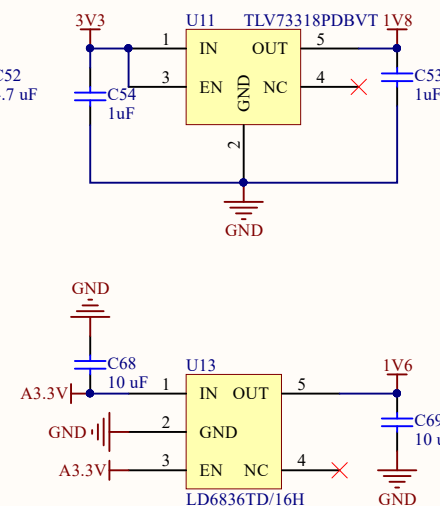 3V3
U11 TLV73318PDBVT 1V8
1 IN OUT 5
C52
.7 uF
3 EN GND NC 4
C54
1uF
C53
1uF
2
GND
GND
C68
10 uF
U13
1V6
A3.3V 1 IN OUT 5
GND 2 GND
C69
10 u
A3.3V 3 EN NC 4
LD6836TD/16H
GND